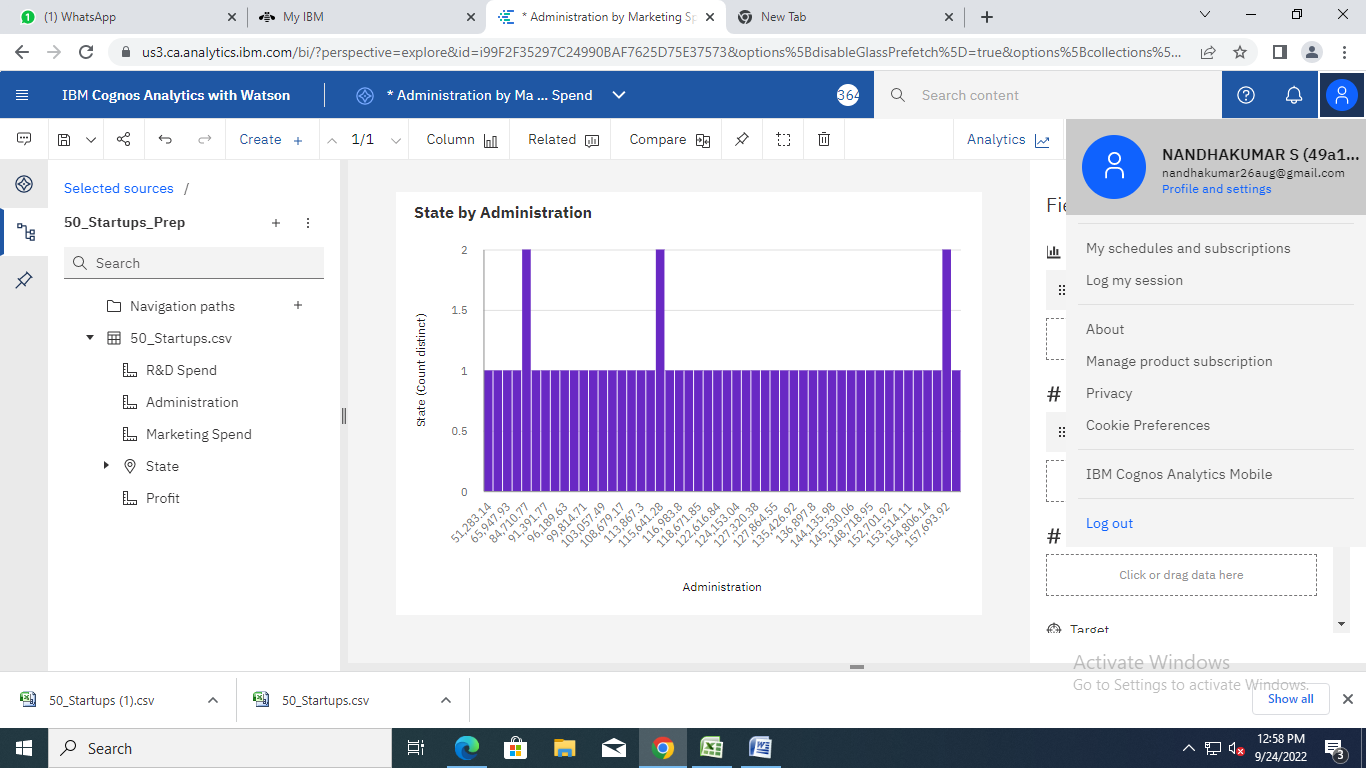 (1) WhatsApp
My IBM
* Administration by Marketing Sp
New Tab
us3.ca.analytics.ibm.com/bi/?perspective=explore&id=i99F2F35297C24990BAF7625D75E37573&options%5BdisableGlassPrefetch%5D=true&options%5Bcollections%5...
IBM Cognos Analytics with Watson
* Administration by Ma ... Spend
364
Search content
Create
1/1
Column
Related
Compare
Analytics
NANDHAKUMAR S (49a1...
nandhakumar26aug@gmail.com
Profile and settings
Selected sources /
50_Startups_Prep
Search
Navigation paths
50_Startups.csv
R&D Spend
Administration
Marketing Spend
State
Profit
State by Administration
State (Count distinct)
2
1.5
1
0.5
0
51,283.14
65,947.93
84,710.77
91,391.77
96,189.63
99,814.71
103,057.49
108,679.17
113,867.3
115,641.28
116,983.8
118,671.85
122,616.84
124,153.04
127,320.38
127,864.55
135,426.92
136,897.8
144,135.98
145,530.06
148,718.95
152,701.92
153,514.11
154,806.14
157,693.92
Administration
Fie
My schedules and subscriptions
Log my session
About
Manage product subscription
Privacy
Cookie Preferences
IBM Cognos Analytics Mobile
Log out
Click or drag data here
Target
Activate Windows
Go to Settings to activate Windows.
50_Startups (1).csv
50_Startups.csv
Show all
Search
12:58 PM
9/24/2022
3